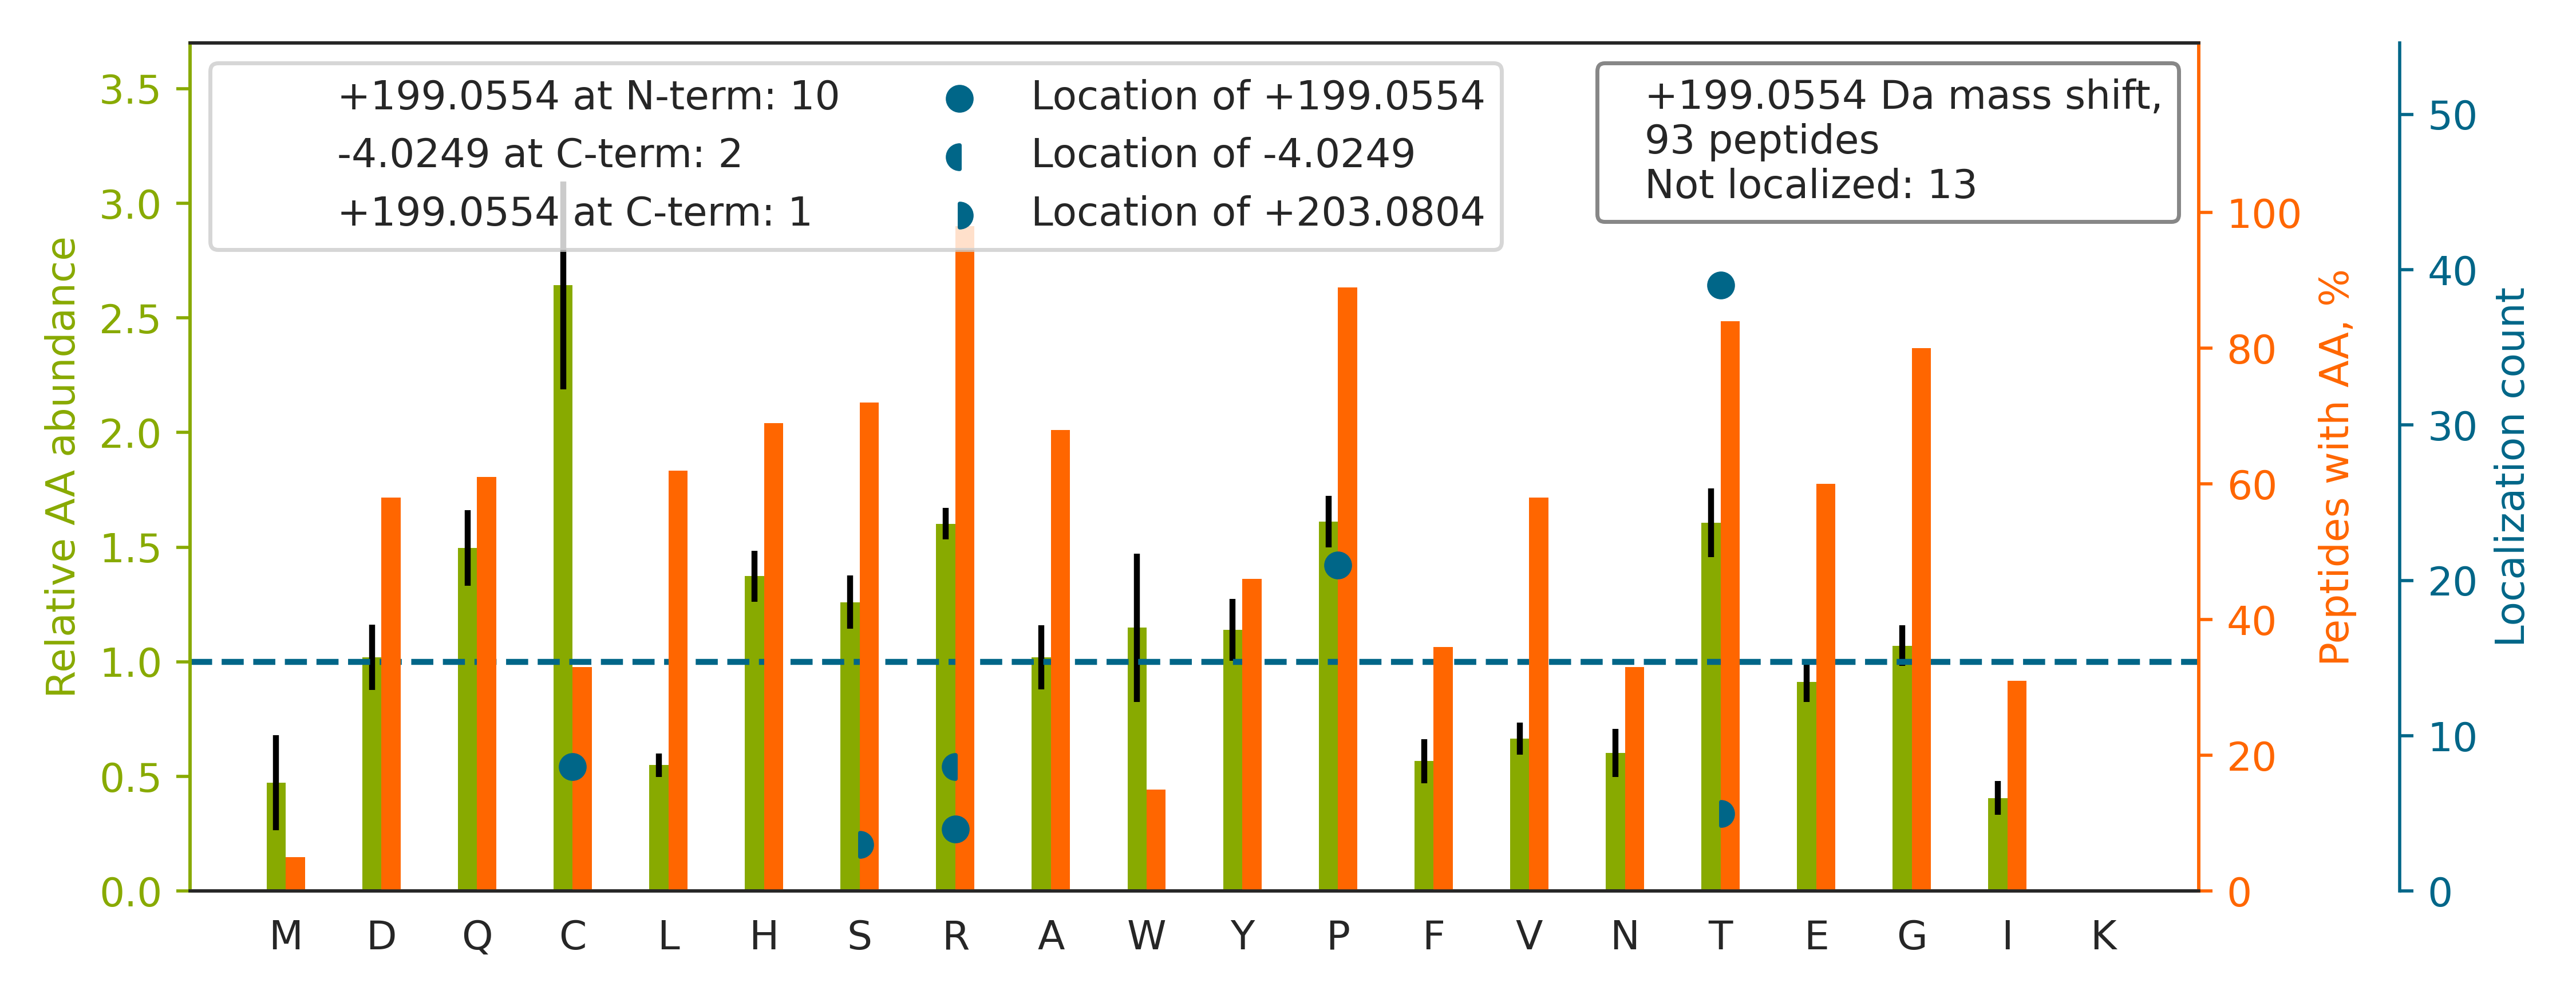 +199.0554 at N-term: 10
-4.0249 at C-term: 2
+199.0554 at C-term: 1
Location of +199.0554
Location of -4.0249
Location of +203.0804
+199.0554 Da mass shift,
93 peptides
Not localized: 13
Relative AA abundance
3.5
3.0
2.5
2.0
1.5
1.0
0.5
0.0
M D Q C L H S R A W Y P F V N T E G I K
100
80
60
40
20
0
Peptides with AA, %
50
40
30
20
10
0
Localization count